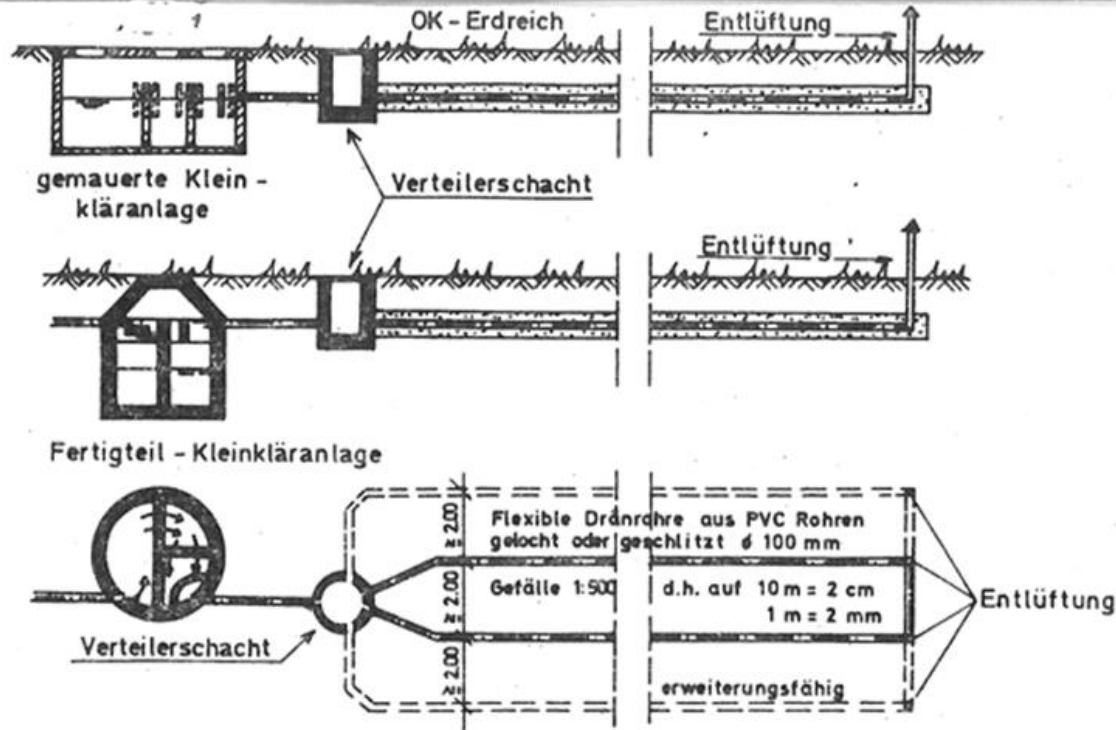 1
OK - Erdreich
Entlüftung
gemauerte Klein -
kläranlage
Verteilerschacht
Entlüftung
Fertigteil - Kleinkläranlage
≥ 2.00
Flexible Dränrohre aus PVC Rohren
gelocht oder geschlitzt ø 100 mm
≥ 2.00
Gefälle 1:500 d.h. auf 10 m = 2 cm
1 m = 2 mm
Entlüftung
Verteilerschacht
≥ 2.00
erweiterungsfähig